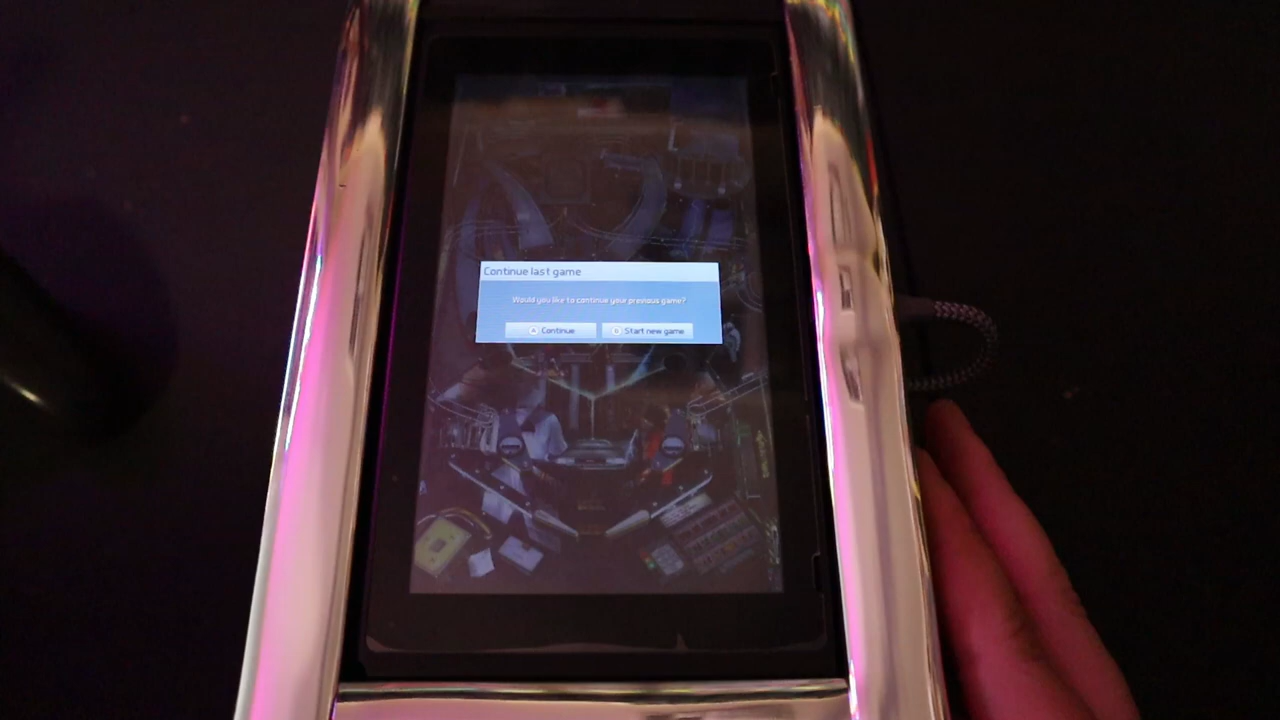 Continue last game
Would you like to continue your previous game?
A Continue
Start new game